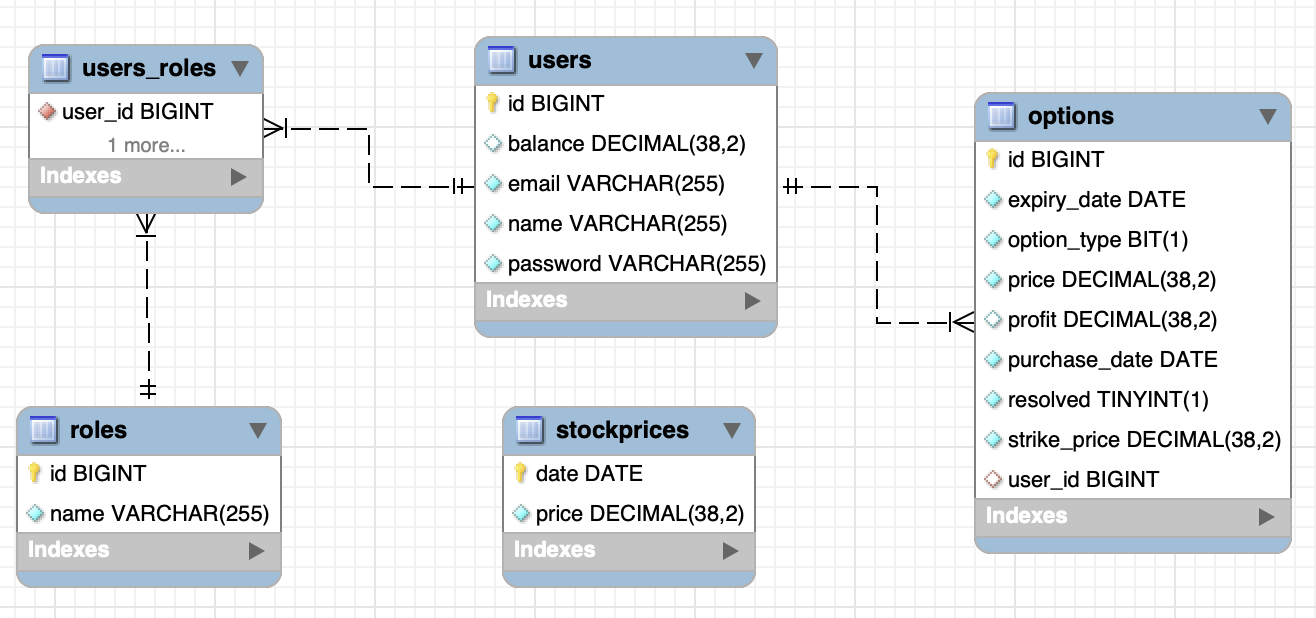 users_roles
user_id BIGINT
1 more...
Indexes
users
id BIGINT
balance DECIMAL(38,2)
email VARCHAR(255)
name VARCHAR(255)
password VARCHAR(255)
Indexes
options
id BIGINT
expiry_date DATE
option_type BIT(1)
price DECIMAL(38,2)
profit DECIMAL(38,2)
purchase_date DATE
resolved TINYINT(1)
strike_price DECIMAL(38,2)
user_id BIGINT
Indexes
roles
id BIGINT
name VARCHAR(255)
Indexes
stockprices
date DATE
price DECIMAL(38,2)
Indexes